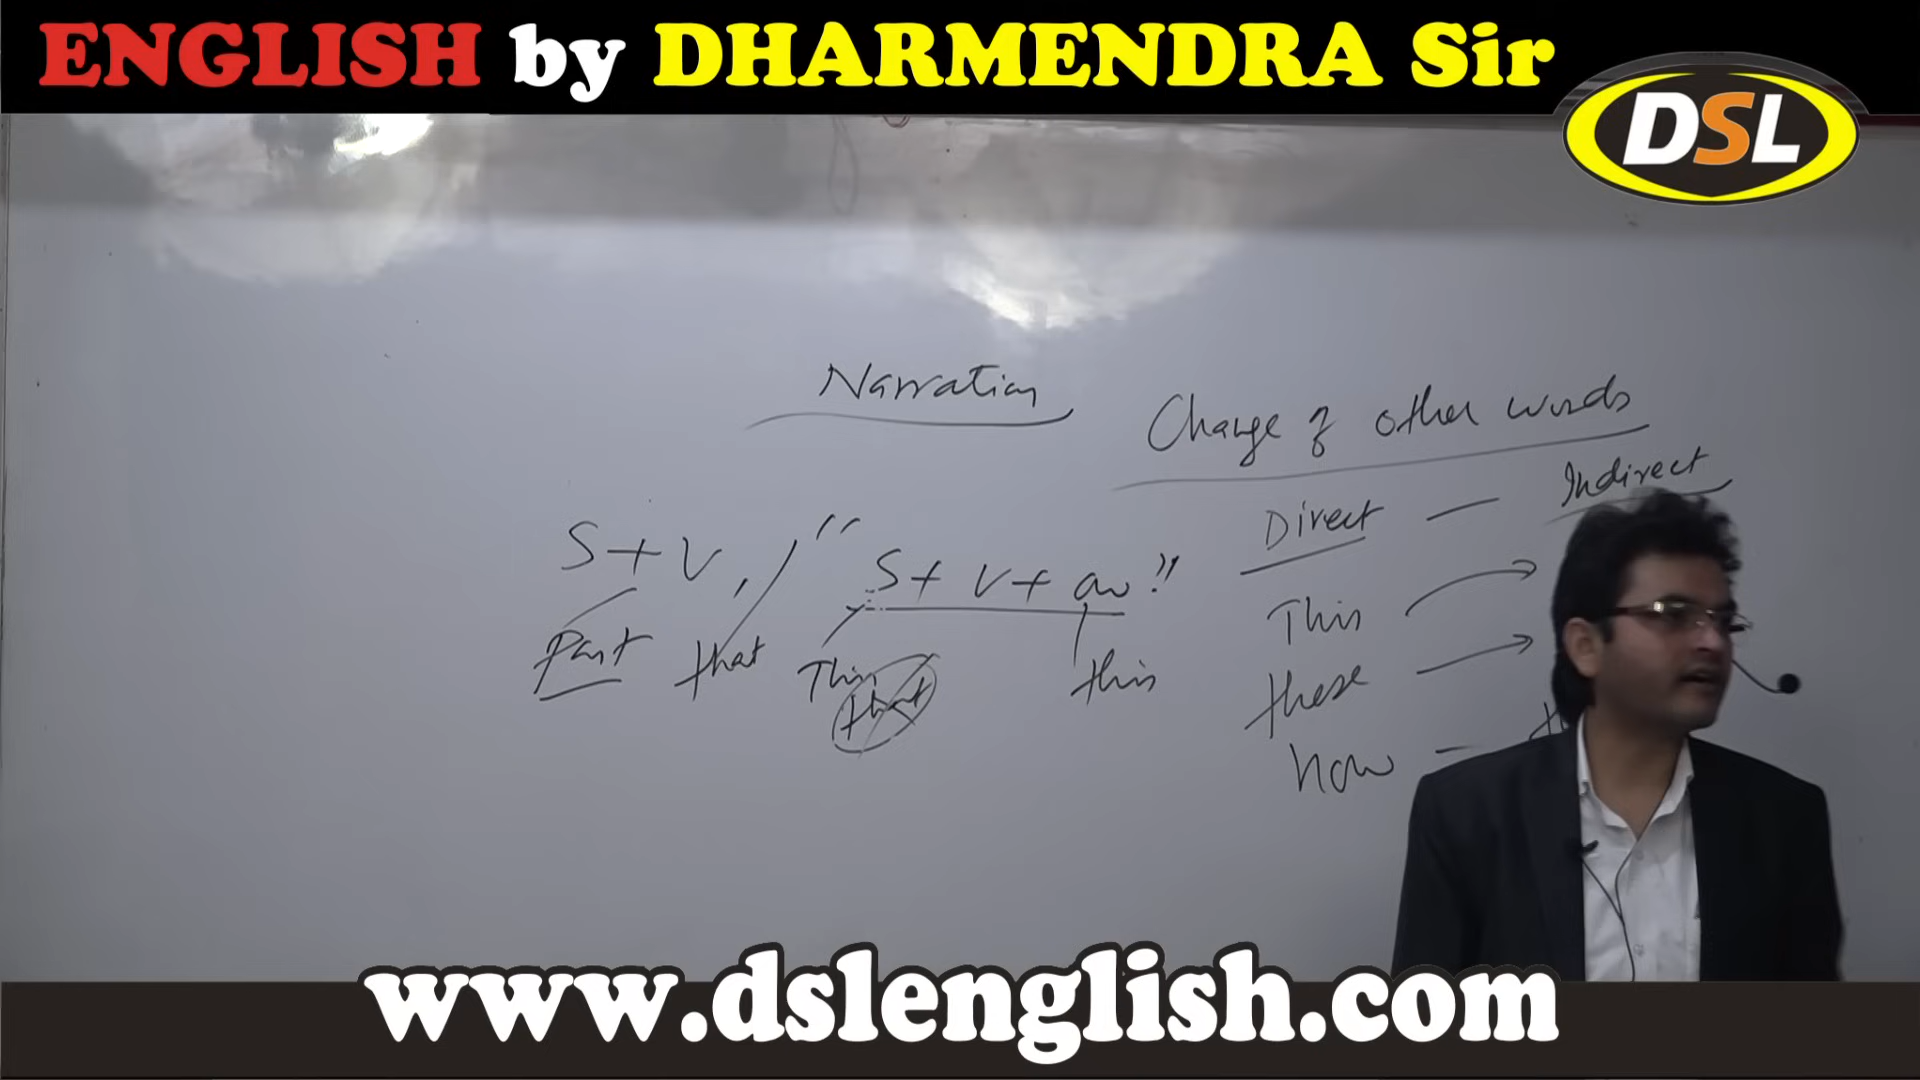 ENGLISH by DHARMENDRA Sir
DSL
Narration
Change of other words
Direct — Indirect
S + V, " S + V + aw"
Past that This that this
This
these
now —
www.dslenglish.com